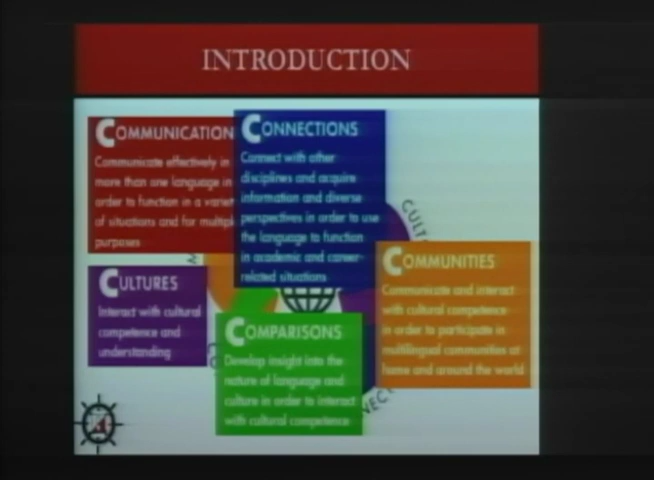 INTRODUCTION
COMMUNICATION
Communicate effectively in
more than one language in
order to function in a variet
of situations and for multipl
purposes
CONNECTIONS
Connect with other
disciplines and acquire
information and diverse
perspectives in order to use
the language to function
in academic and career-
related situations
CULTURES
Interact with cultural
competence and
understanding
COMPARISONS
Develop insight into the
nature of language and
culture in order to interact
with cultural competence
COMMUNITIES
Communicate and interact
with cultural competence
in order to participate in
multilingual communities at
home and around the world
CULT
NEC